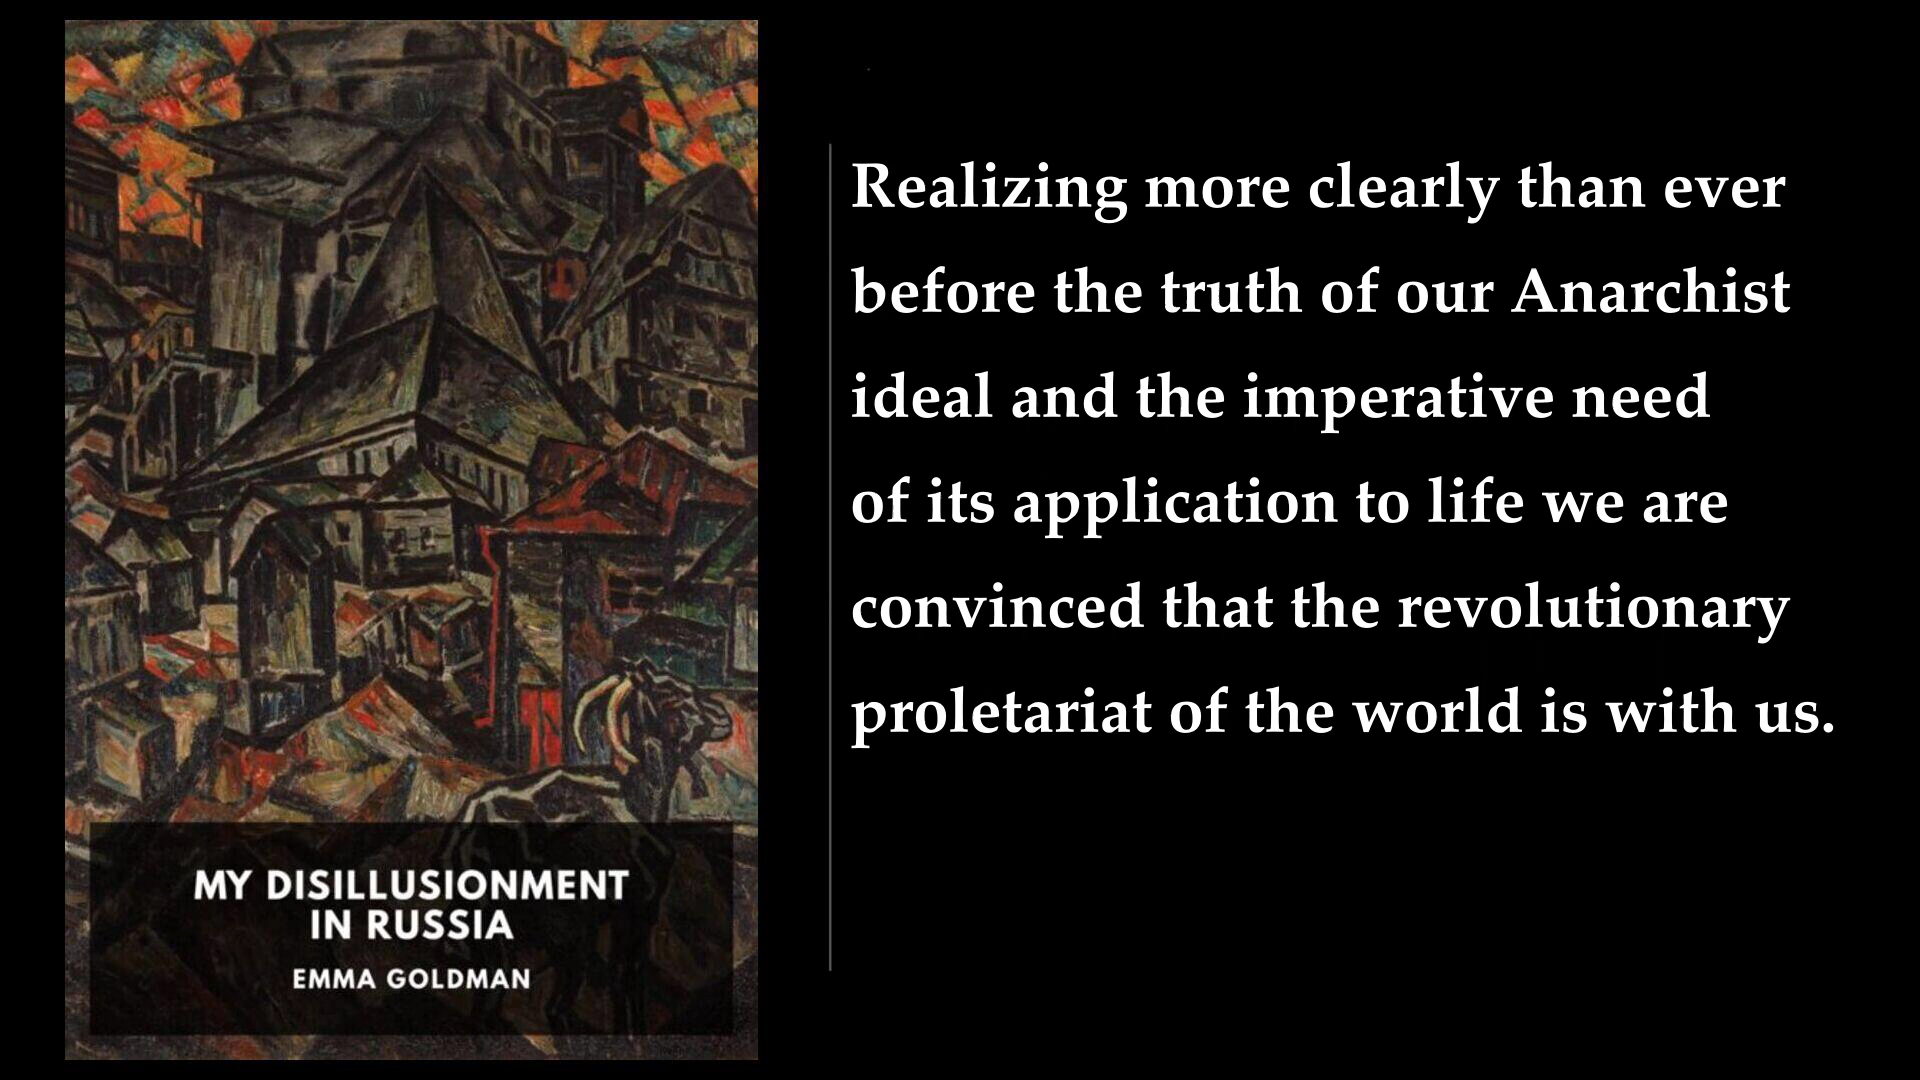 MY DISILLUSIONMENT
IN RUSSIA
EMMA GOLDMAN
Realizing more clearly than ever
before the truth of our Anarchist
ideal and the imperative need
of its application to life we are
convinced that the revolutionary
proletariat of the world is with us.